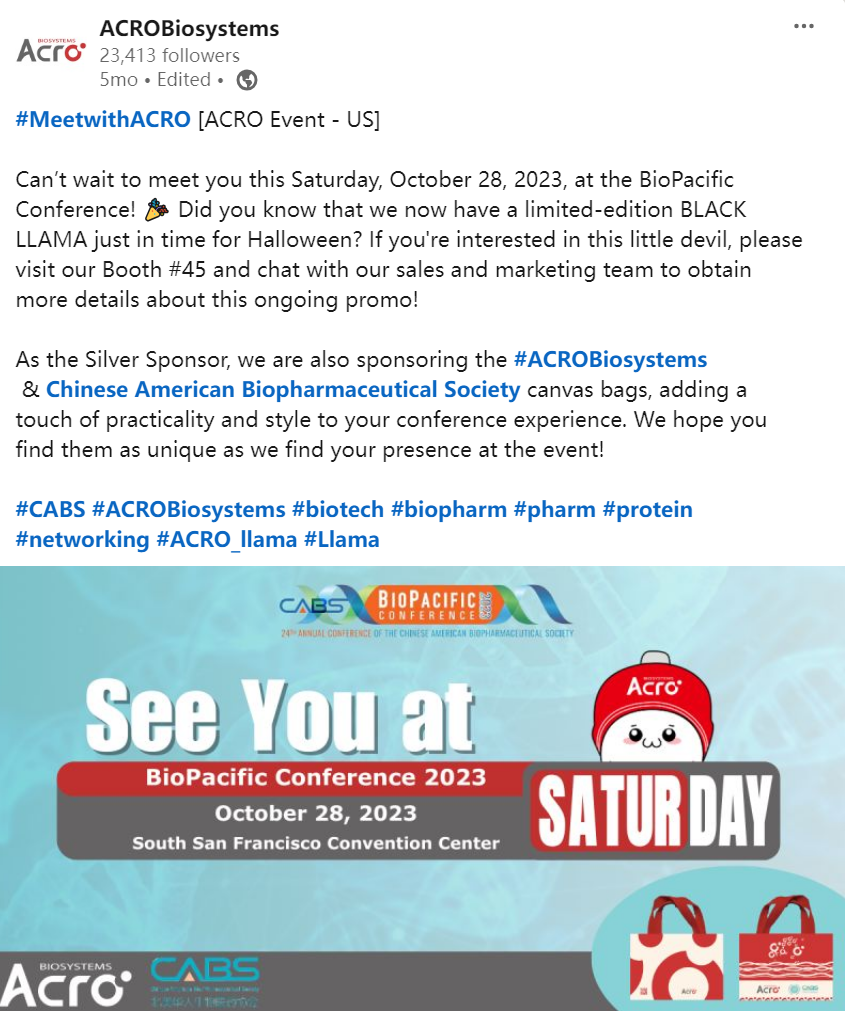 BIOSYSTEMS
Acro
ACROBiosystems
23,413 followers
5mo • Edited •
#MeetwithACRO [ACRO Event - US]
Can’t wait to meet you this Saturday, October 28, 2023, at the BioPacific
Conference! 🎉 Did you know that we now have a limited-edition BLACK
LLAMA just in time for Halloween? If you're interested in this little devil, please
visit our Booth #45 and chat with our sales and marketing team to obtain
more details about this ongoing promo!
As the Silver Sponsor, we are also sponsoring the #ACROBiosystems
& Chinese American Biopharmaceutical Society canvas bags, adding a
touch of practicality and style to your conference experience. We hope you
find them as unique as we find your presence at the event!
#CABS #ACROBiosystems #biotech #biopharm #pharm #protein
#networking #ACRO_llama #Llama
CABS BIOPACIFIC
CONFERENCE
24TH ANNUAL CONFERENCE OF THE CHINESE AMERICAN BIOPHARMACEUTICAL SOCIETY
BIOSYSTEMS
Acro
See You at
BioPacific Conference 2023
October 28, 2023
South San Francisco Convention Center
SATURDAY
BIOSYSTEMS
Acro
CABS
Acro
Acro CABS